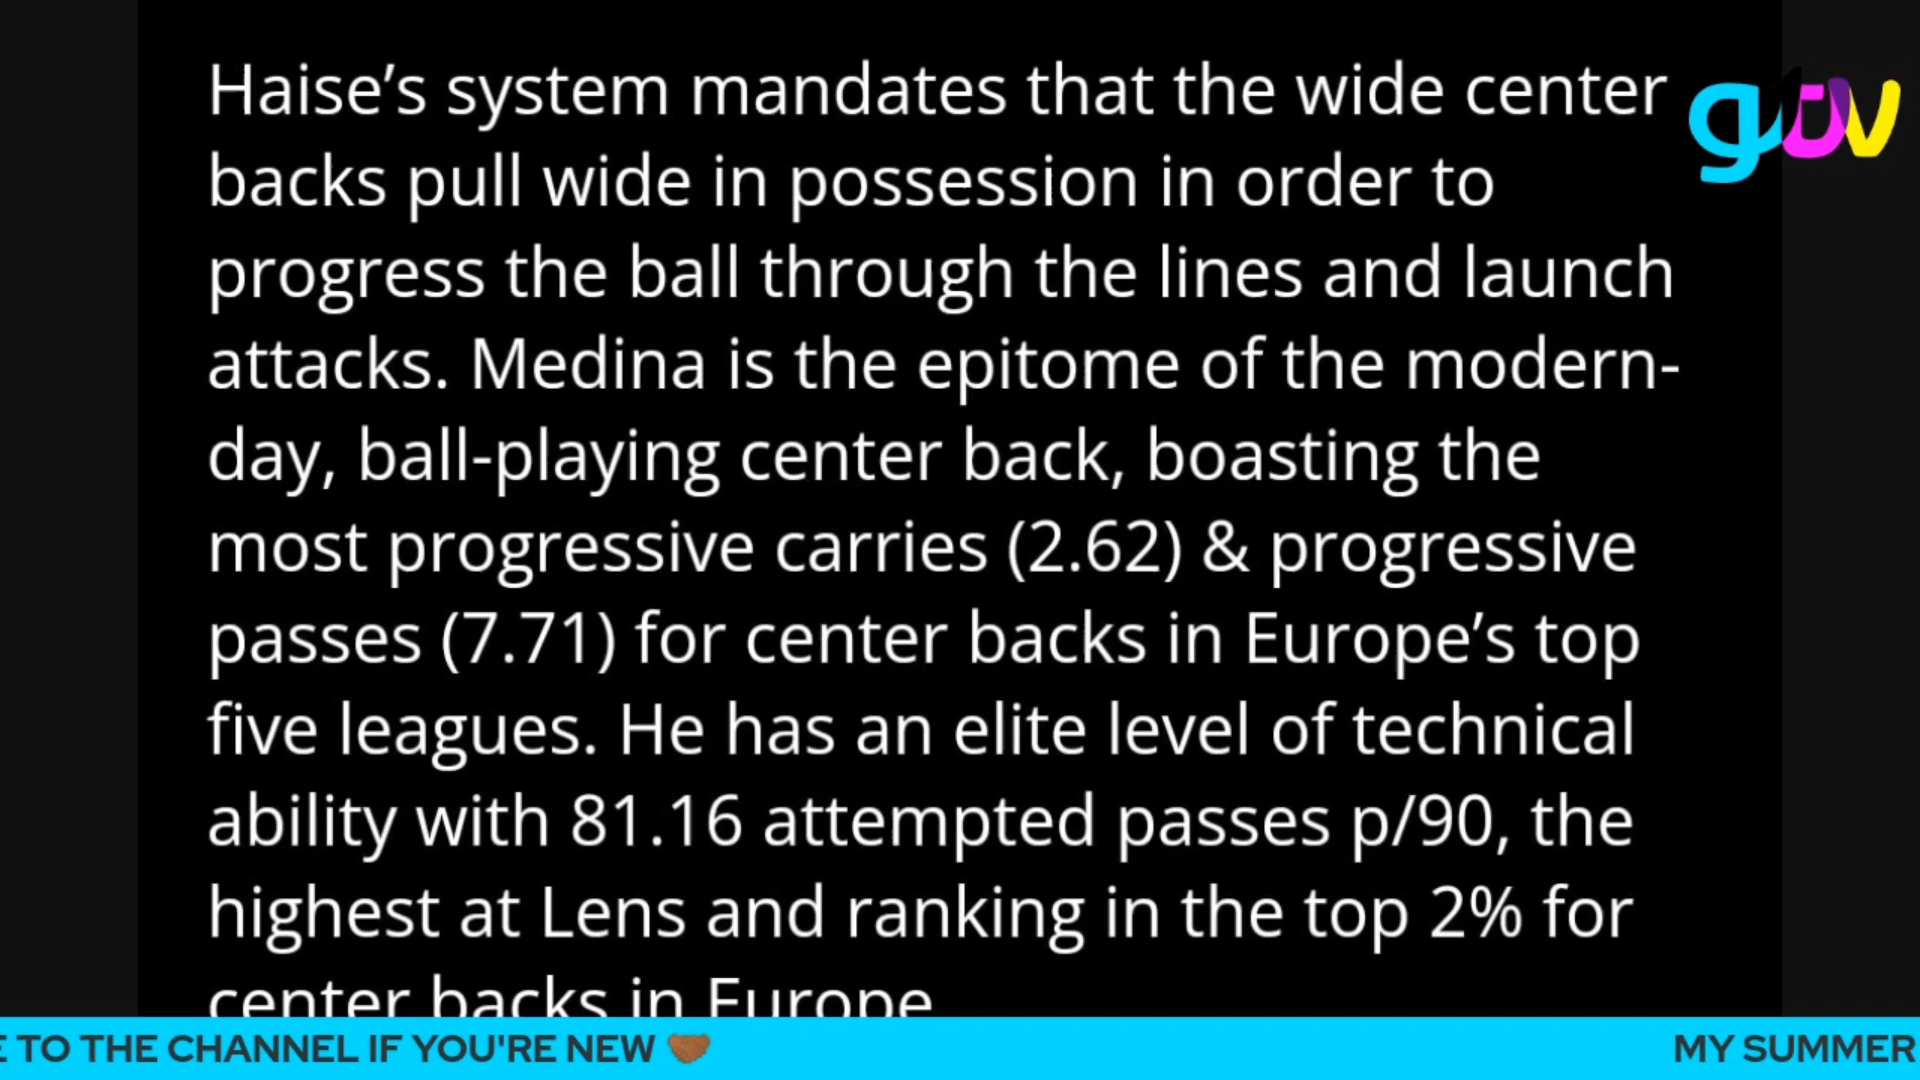 Haise’s system mandates that the wide center
backs pull wide in possession in order to
progress the ball through the lines and launch
attacks. Medina is the epitome of the modern-
day, ball-playing center back, boasting the
most progressive carries (2.62) & progressive
passes (7.71) for center backs in Europe’s top
five leagues. He has an elite level of technical
ability with 81.16 attempted passes p/90, the
highest at Lens and ranking in the top 2% for
center backs in Europe
gtv
E TO THE CHANNEL IF YOU'RE NEW 🤝🏾
MY SUMMER